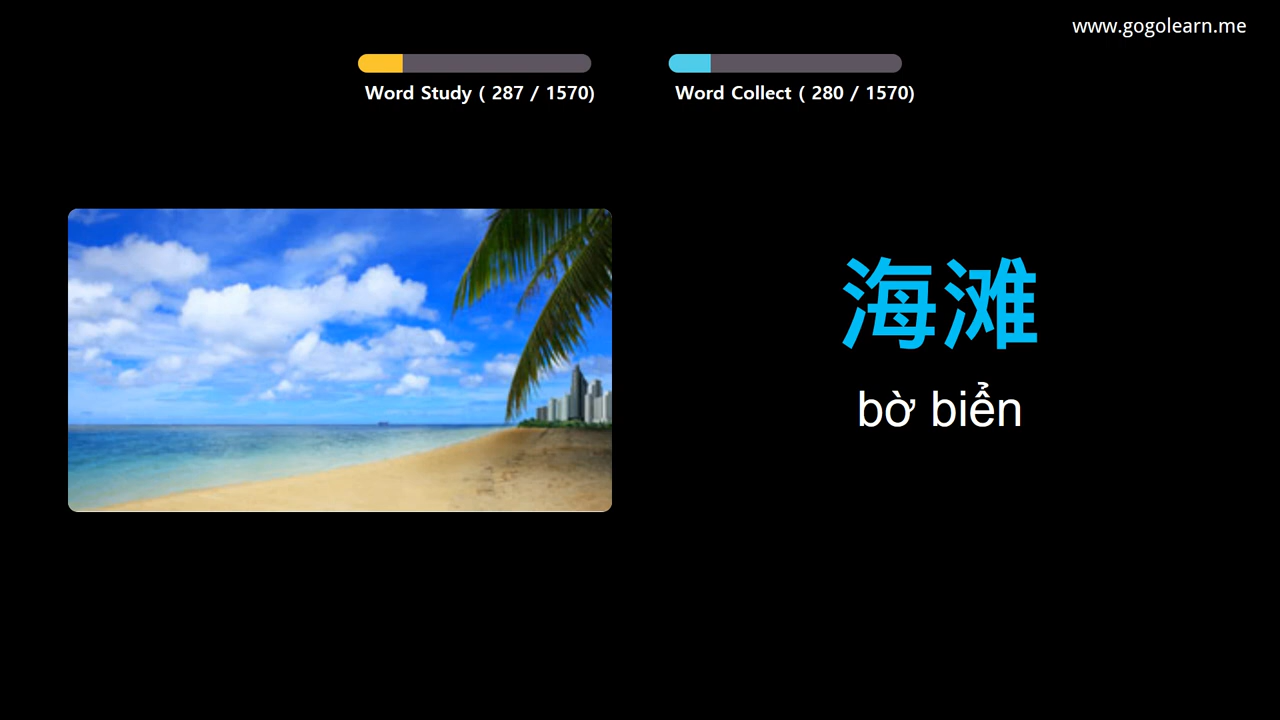 www.gogolearn.me
Word Study ( 287 / 1570)
Word Collect ( 280 / 1570)
海滩
bờ biển